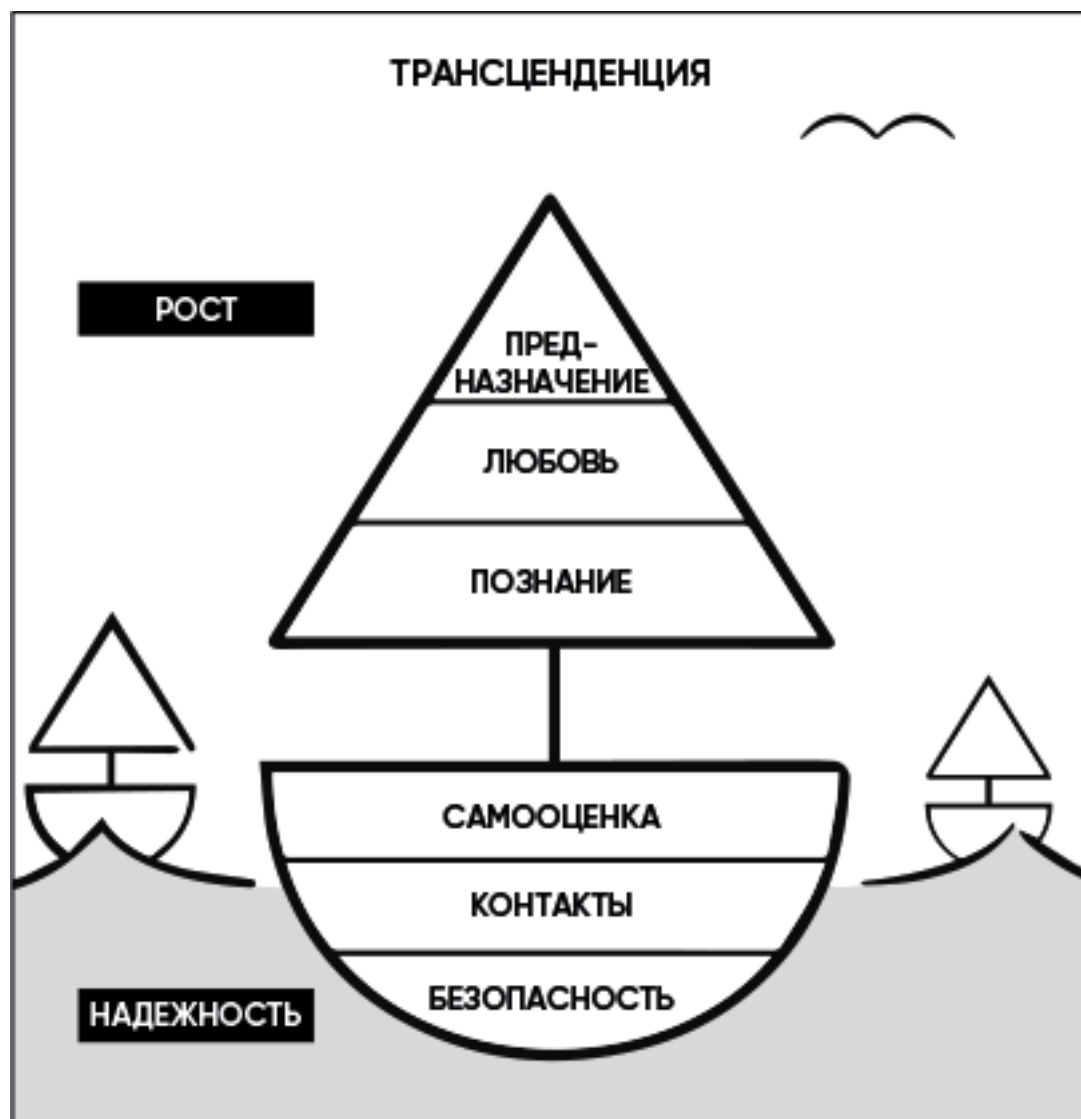 ТРАНСЦЕНДЕНЦИЯ
РОСТ
ПРЕД-
НАЗНАЧЕНИЕ
ЛЮБОВЬ
ПОЗНАНИЕ
САМООЦЕНКА
КОНТАКТЫ
БЕЗОПАСНОСТЬ
НАДЕЖНОСТЬ